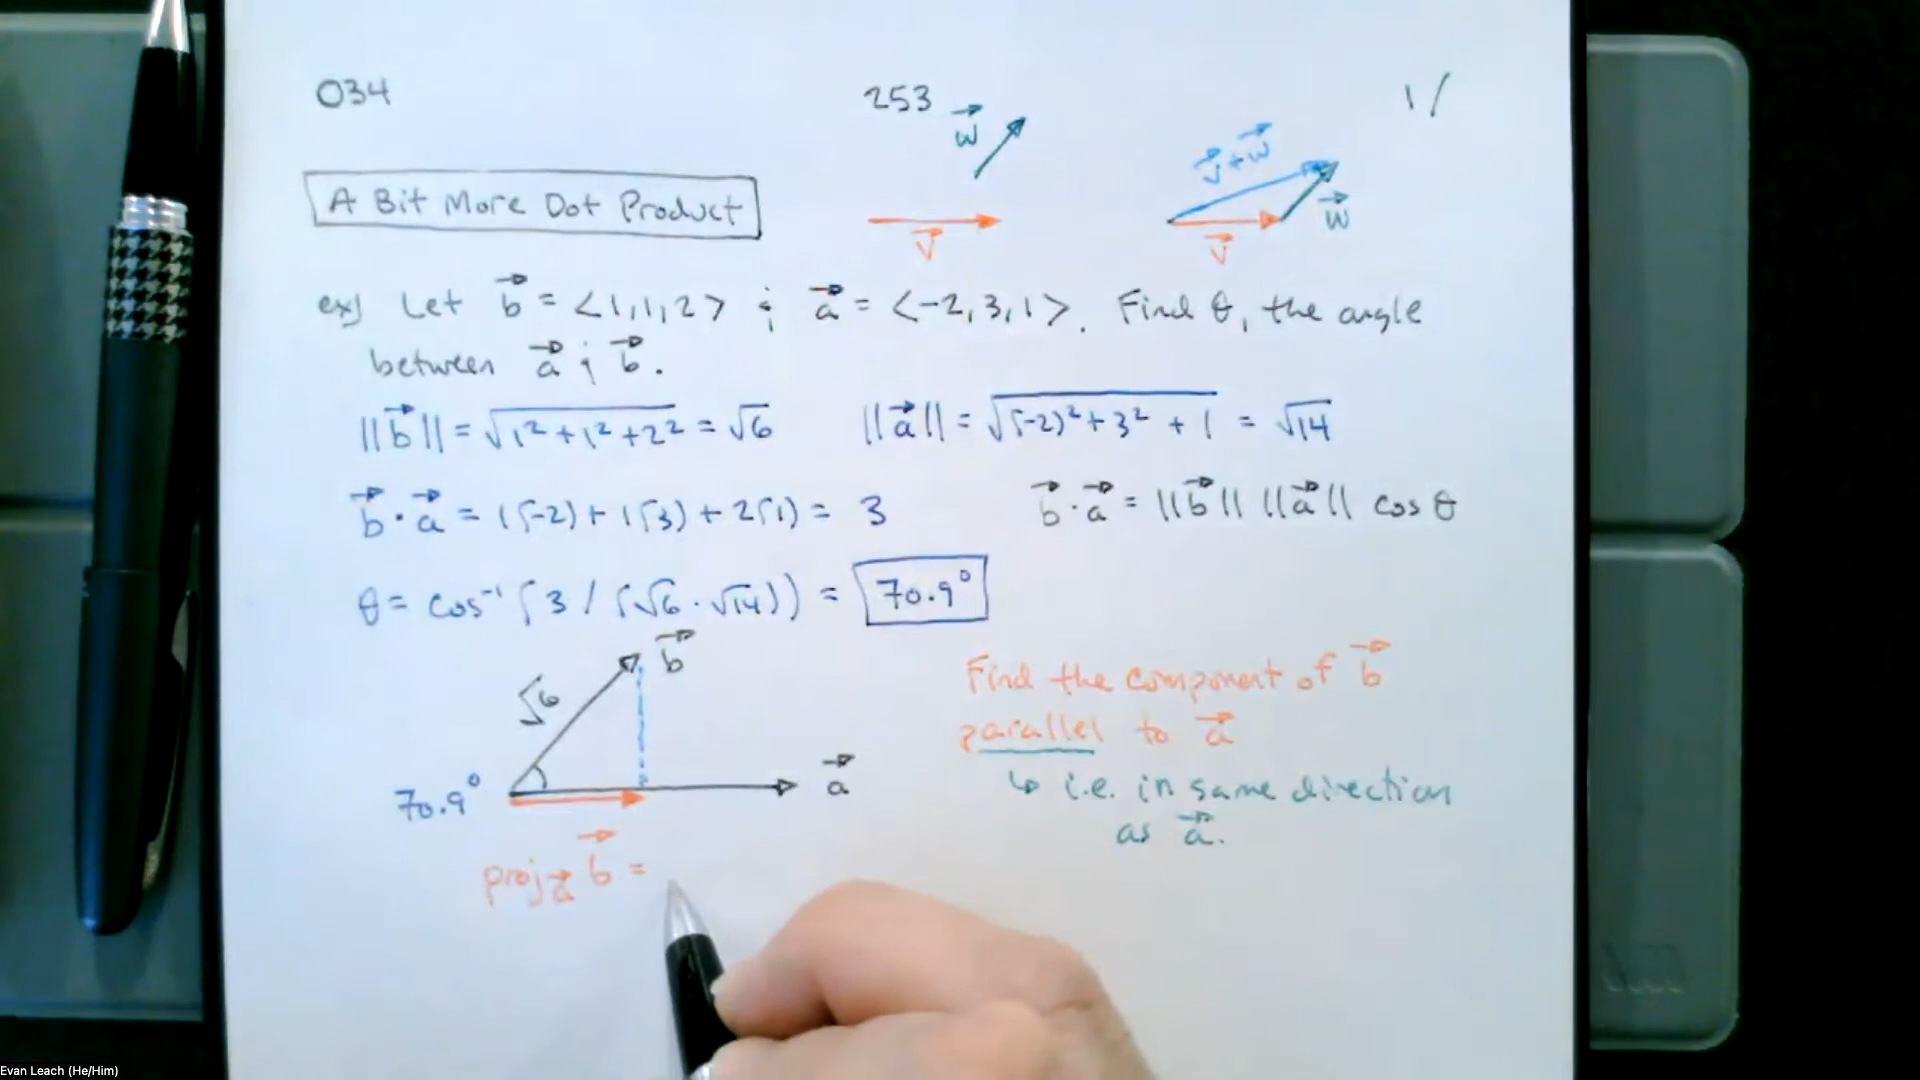 034
253
1/
w⃗
v⃗ + w⃗
A Bit More Dot Product
v⃗
v⃗
w⃗
ex) Let b⃗ = <1,1,2> & a⃗ = <-2,3,1>. Find θ, the angle
between a⃗ & b⃗.
||b⃗|| = √(1² + 1² + 2²) = √6
||a⃗|| = √((-2)² + 3² + 1) = √14
b⃗ · a⃗ = 1(-2) + 1(3) + 2(1) = 3
b⃗ · a⃗ = ||b⃗|| ||a⃗|| cos θ
θ = cos⁻¹(3 / (√6 · √14)) = 70.9°
b⃗
√6
70.9°
a⃗
proj_a⃗ b⃗ =
Find the component of b⃗
parallel to a⃗
↳ i.e. in same direction
as a⃗.
Evan Leach (He/Him)